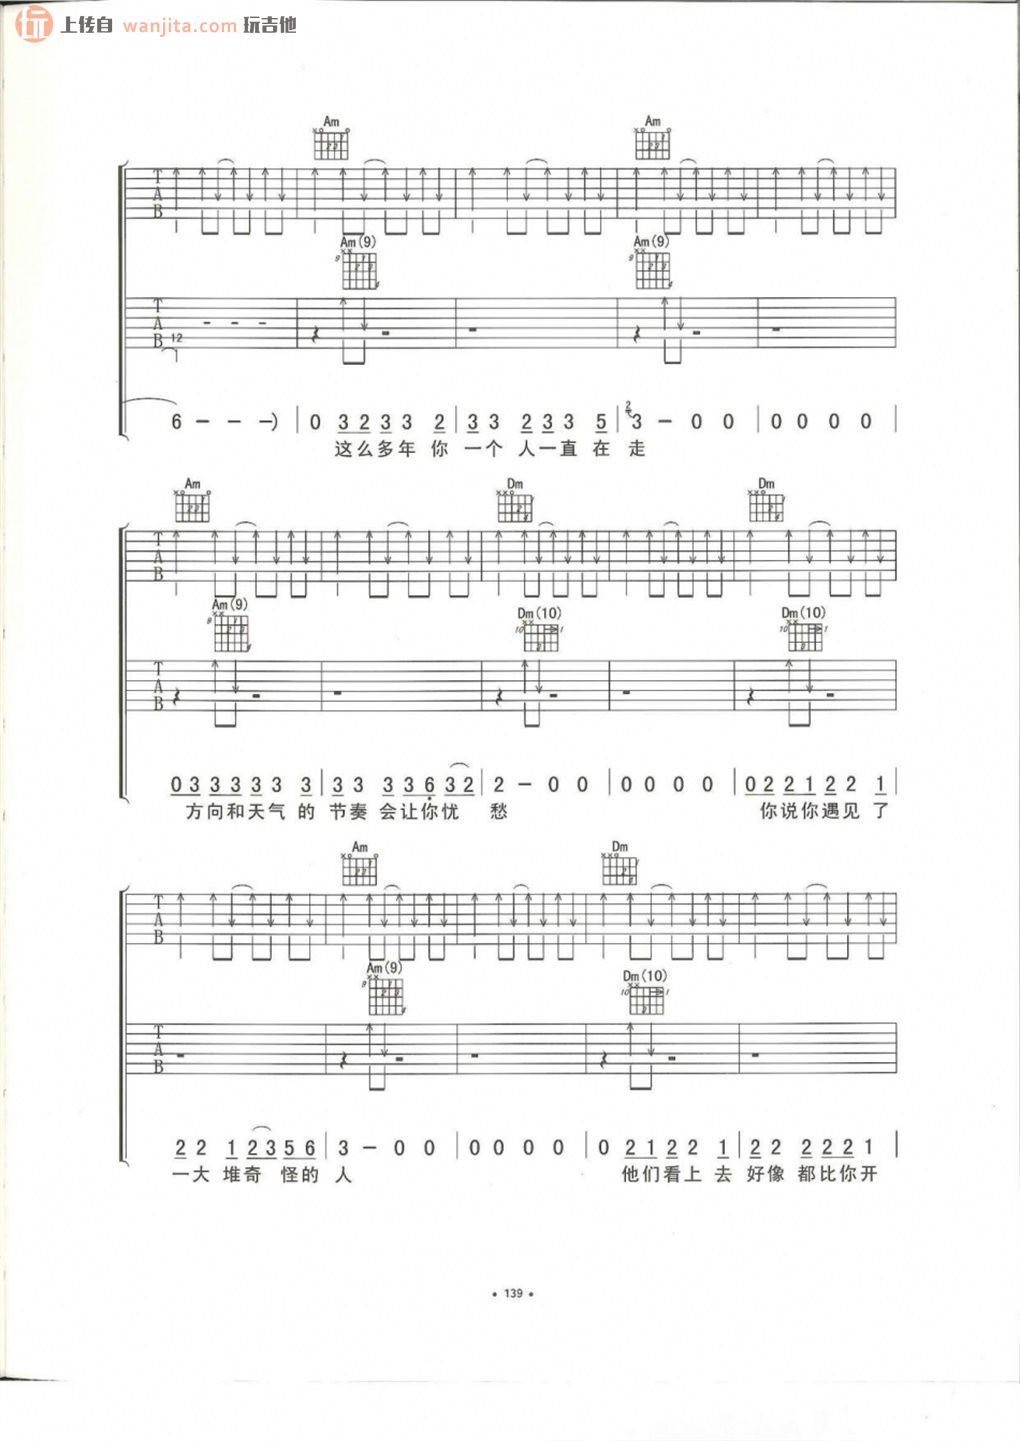 上传自 wanjita.com 玩吉他
Am Am
Am(9) Am(9)
12
6 - - -) | 0 3 2 3 3 2 | 3 3 2 3 3 5 | 3 - 0 0 | 0 0 0 0 |
这么多年 你 一个 人一直 在 走
Am Dm Dm
Am(9) Dm(10) Dm(10)
0 3 3 3 3 3 3 | 3 3 3 3 6 3 2 | 2 - 0 0 | 0 0 0 0 | 0 2 2 1 2 2 1 |
方向和天气 的 节奏 会让你忧 愁 你说你遇见 了
Am Dm
Am(9) Dm(10)
2 2 1 2 3 5 6 | 3 - 0 0 | 0 0 0 0 | 0 2 1 2 2 1 | 2 2 2 2 2 1 |
一大 堆奇 怪的 人 他们看上 去 好像 都比你开
• 139 •